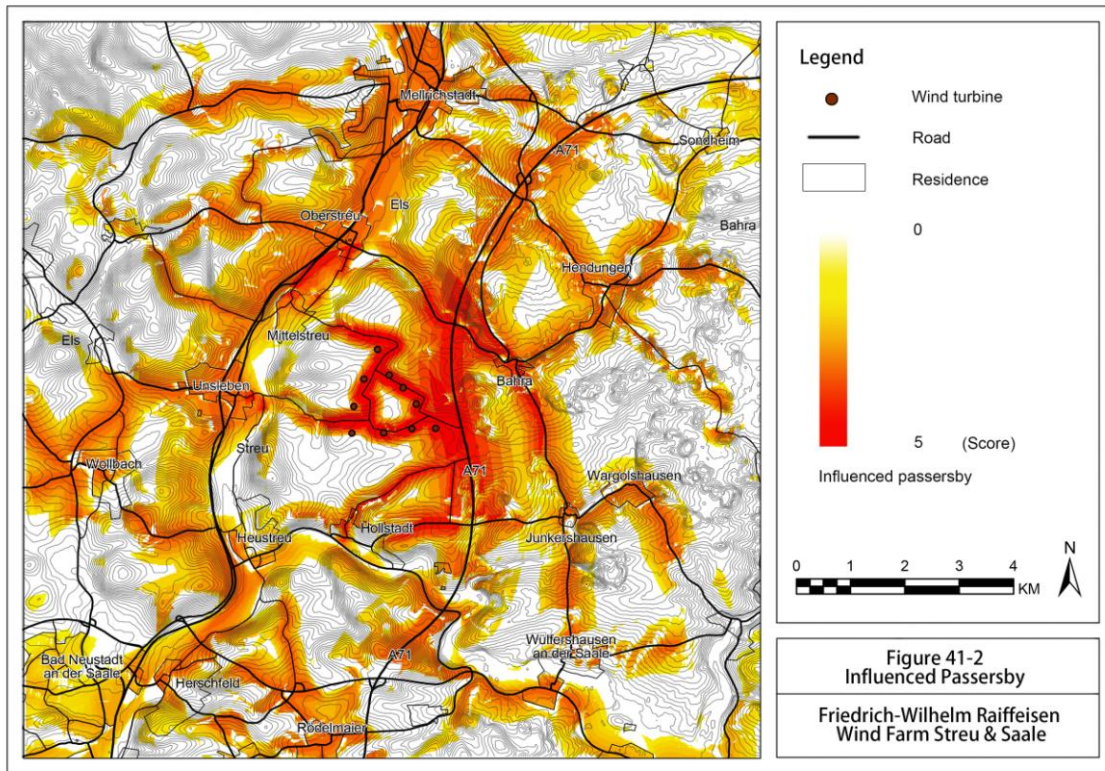 Mellrichstadt
Sondheim
A71
Els
Oberstreu
Bahra
Hendungen
Mittelstreu
Els
Bahra
Unsleben
Streu
Wollbach
A71
Wargolshausen
Hollstadt
Heustreu
Junkershausen
Wülfershausen
an der Saale
A71
Bad Neustadt
an der Saale
Herschfeld
Rödelmaier
Legend
Wind turbine
Road
Residence
0
5 (Score)
Influenced passersby
0 1 2 3 4
KM
N
Figure 41-2
Influenced Passersby
Friedrich-Wilhelm Raiffeisen
Wind Farm Streu & Saale